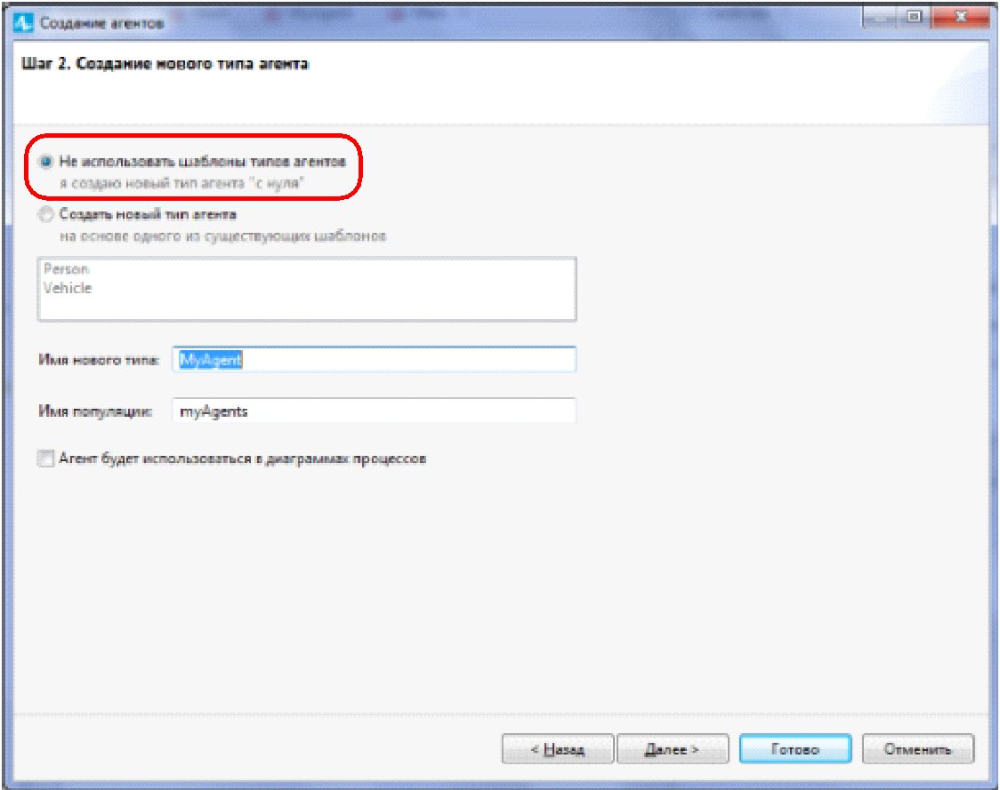 Создание агентов
Шаг 2. Создание нового типа агента
Не использовать шаблоны типов агентов
я создаю новый тип агента "с нуля"
Создать новый тип агента
на основе одного из существующих шаблонов
Person
Vehicle
Имя нового типа: MyAgent
Имя популяции: myAgents
Агент будет использоваться в диаграммах процессов
< Назад Далее > Готово Отменить